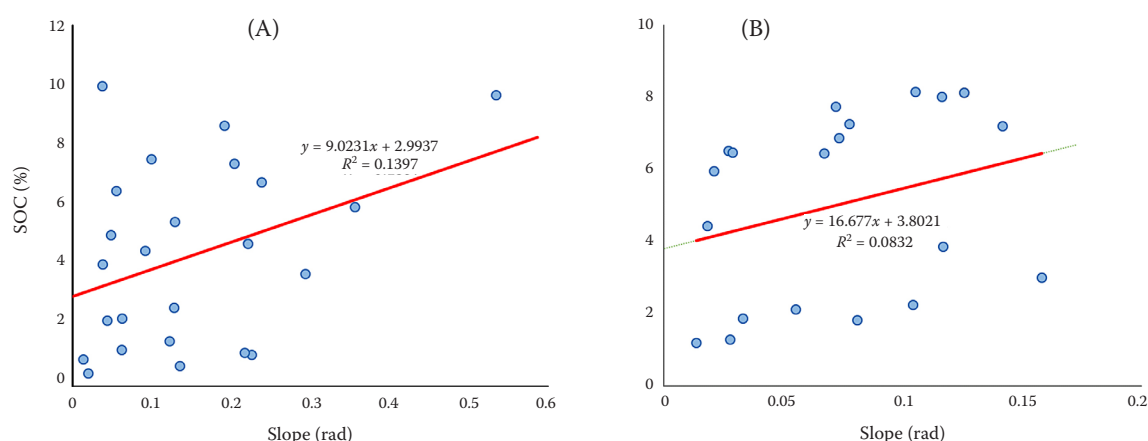 (A)
12
10
8
6
4
2
0
SOC (%)
y = 9.0231x + 2.9937
R² = 0.1397
0 0.1 0.2 0.3 0.4 0.5 0.6
Slope (rad)
(B)
10
8
6
4
2
0
y = 16.677x + 3.8021
R² = 0.0832
0 0.05 0.1 0.15 0.2
Slope (rad)